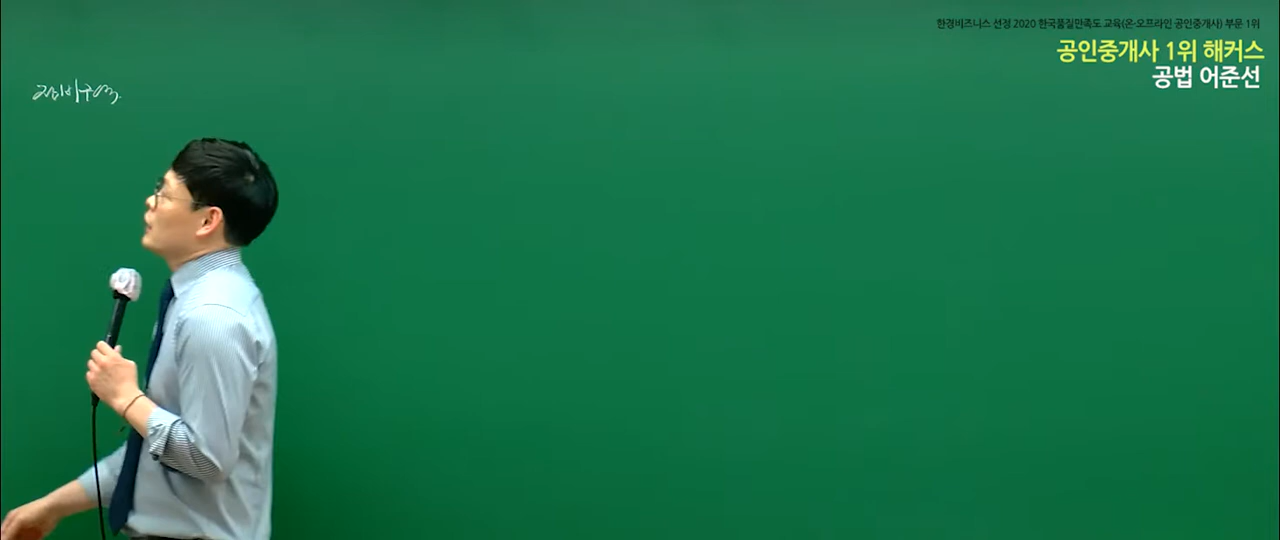 한경비즈니스 선정 2020 한국품질만족도 교육(온·오프라인 공인중개사) 부문 1위
공인중개사 1위 해커스
공법 어준선